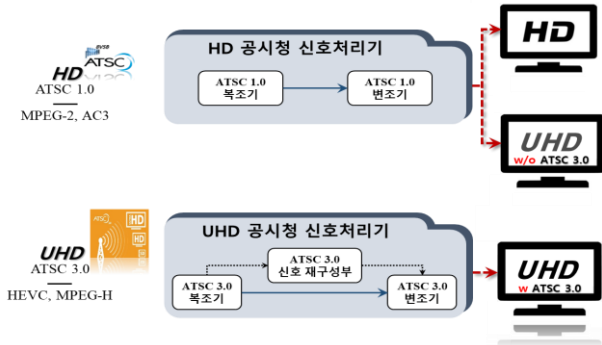 HD 공시청 신호처리기
HD
ATSC
HD
ATSC 1.0
MPEG-2, AC3
ATSC 1.0
복조기
ATSC 1.0
변조기
UHD
w/o ATSC 3.0
UHD 공시청 신호처리기
ATSC
HD
HD
UHD
ATSC 3.0
HEVC, MPEG-H
ATSC 3.0
신호 재구성부
ATSC 3.0
복조기
ATSC 3.0
변조기
UHD
w ATSC 3.0